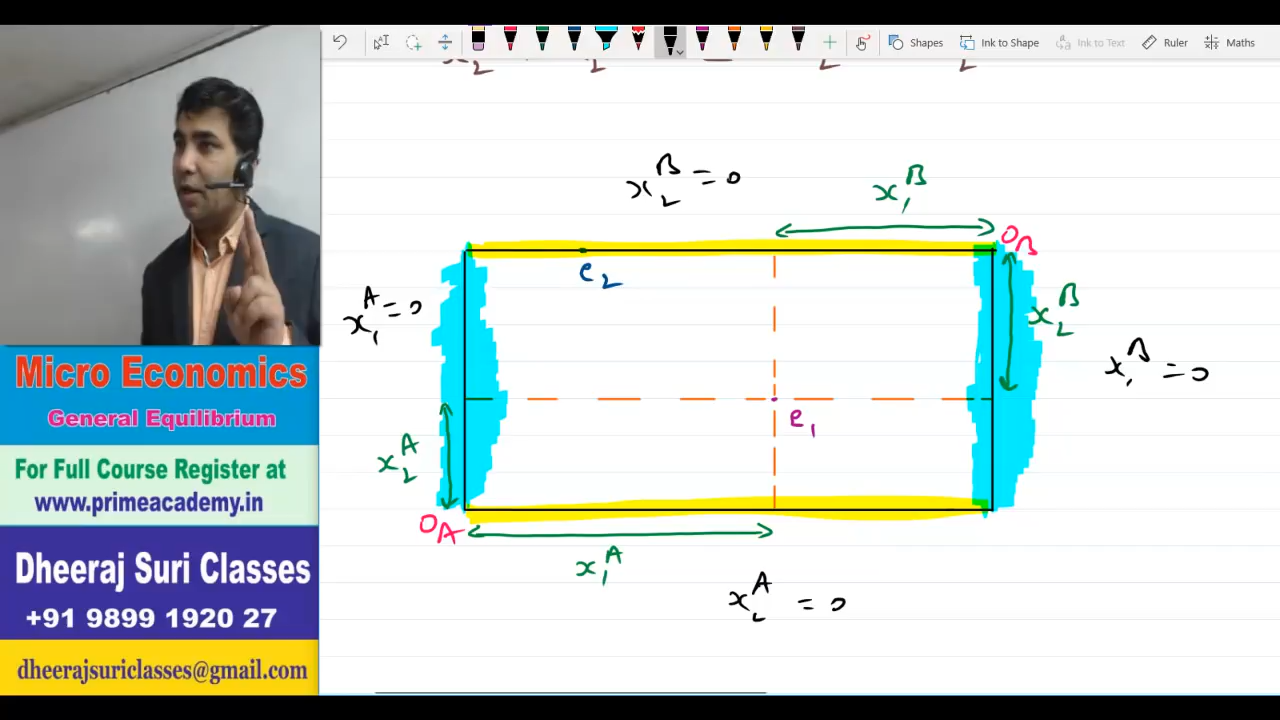 Shapes
Ink to Shape
Ink to Text
Ruler
Maths
x₂ᴮ = 0
x₁ᴮ
O_B
e₂
x₁ᴬ = 0
x₂ᴮ
x₁ᴮ = 0
e₁
x₂ᴬ
O_A
x₁ᴬ
x₂ᴬ = 0
Micro Economics
General Equilibrium
For Full Course Register at
www.primeacademy.in
Dheeraj Suri Classes
+91 9899 1920 27
dheerajsuriclasses@gmail.com